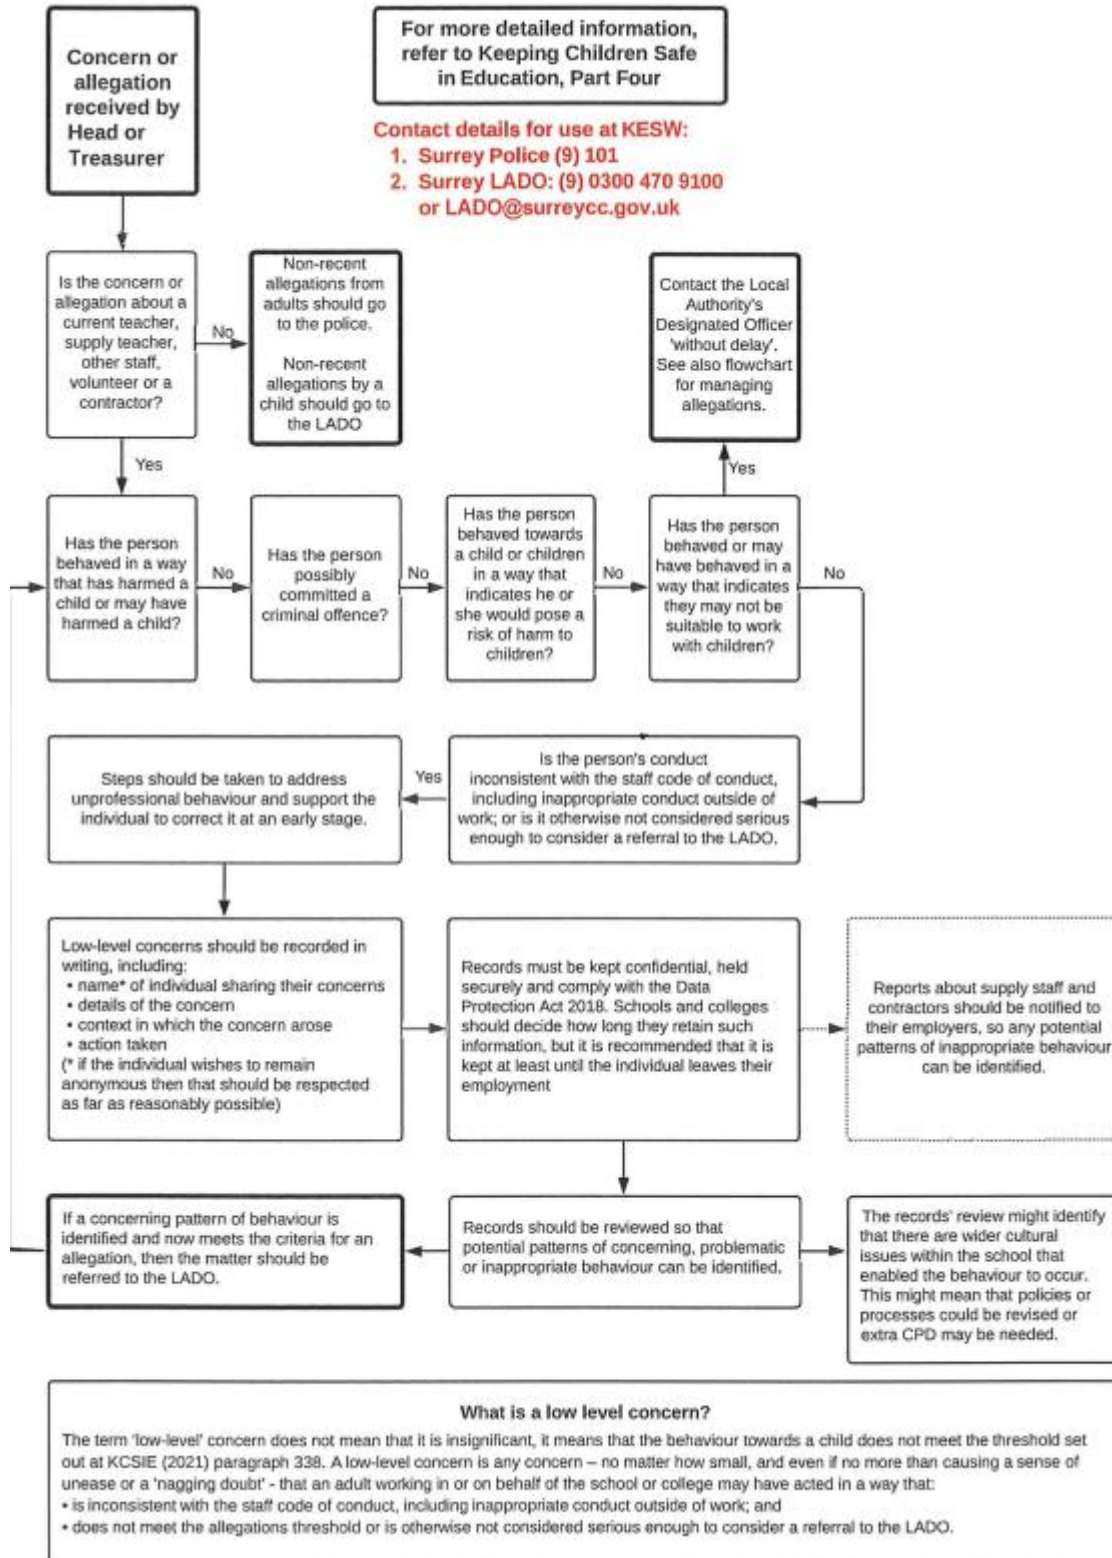 Concern or
allegation
received by
Head or
Treasurer
For more detailed information,
refer to Keeping Children Safe
in Education, Part Four
Contact details for use at KESW:
1. Surrey Police (9) 101
2. Surrey LADO: (9) 0300 470 9100
or LADO@surreycc.gov.uk
Is the concern or
allegation about a
current teacher,
supply teacher,
other staff,
volunteer or a
contractor?
No
Non-recent
allegations from
adults should go
to the police.
Non-recent
allegations by a
child should go to
the LADO
Contact the Local
Authority's
Designated Officer
'without delay'.
See also flowchart
for managing
allegations.
Yes
Yes
Has the person
behaved in a way
that has harmed a
child or may have
harmed a child?
No
Has the person
possibly
committed a
criminal offence?
No
Has the person
behaved towards
a child or children
in a way that
indicates he or
she would pose a
risk of harm to
children?
No
Has the person
behaved or may
have behaved in a
way that indicates
they may not be
suitable to work
with children?
No
Steps should be taken to address
unprofessional behaviour and support the
individual to correct it at an early stage.
Yes
Is the person's conduct
inconsistent with the staff code of conduct,
including inappropriate conduct outside of
work; or is it otherwise not considered serious
enough to consider a referral to the LADO.
Low-level concerns should be recorded in
writing, including:
• name* of individual sharing their concerns
• details of the concern
• context in which the concern arose
• action taken
(* if the individual wishes to remain
anonymous then that should be respected
as far as reasonably possible)
Records must be kept confidential, held
securely and comply with the Data
Protection Act 2018. Schools and colleges
should decide how long they retain such
information, but it is recommended that it is
kept at least until the individual leaves their
employment
Reports about supply staff and
contractors should be notified to
their employers, so any potential
patterns of inappropriate behaviour
can be identified.
If a concerning pattern of behaviour is
identified and now meets the criteria for an
allegation, then the matter should be
referred to the LADO.
Records should be reviewed so that
potential patterns of concerning, problematic
or inappropriate behaviour can be identified.
The records' review might identify
that there are wider cultural
issues within the school that
enabled the behaviour to occur.
This might mean that policies or
processes could be revised or
extra CPD may be needed.
What is a low level concern?
The term 'low-level' concern does not mean that it is insignificant, it means that the behaviour towards a child does not meet the threshold set
out at KCSIE (2021) paragraph 338. A low-level concern is any concern – no matter how small, and even if no more than causing a sense of
unease or a 'nagging doubt' - that an adult working in or on behalf of the school or college may have acted in a way that:
• is inconsistent with the staff code of conduct, including inappropriate conduct outside of work; and
• does not meet the allegations threshold or is otherwise not considered serious enough to consider a referral to the LADO.